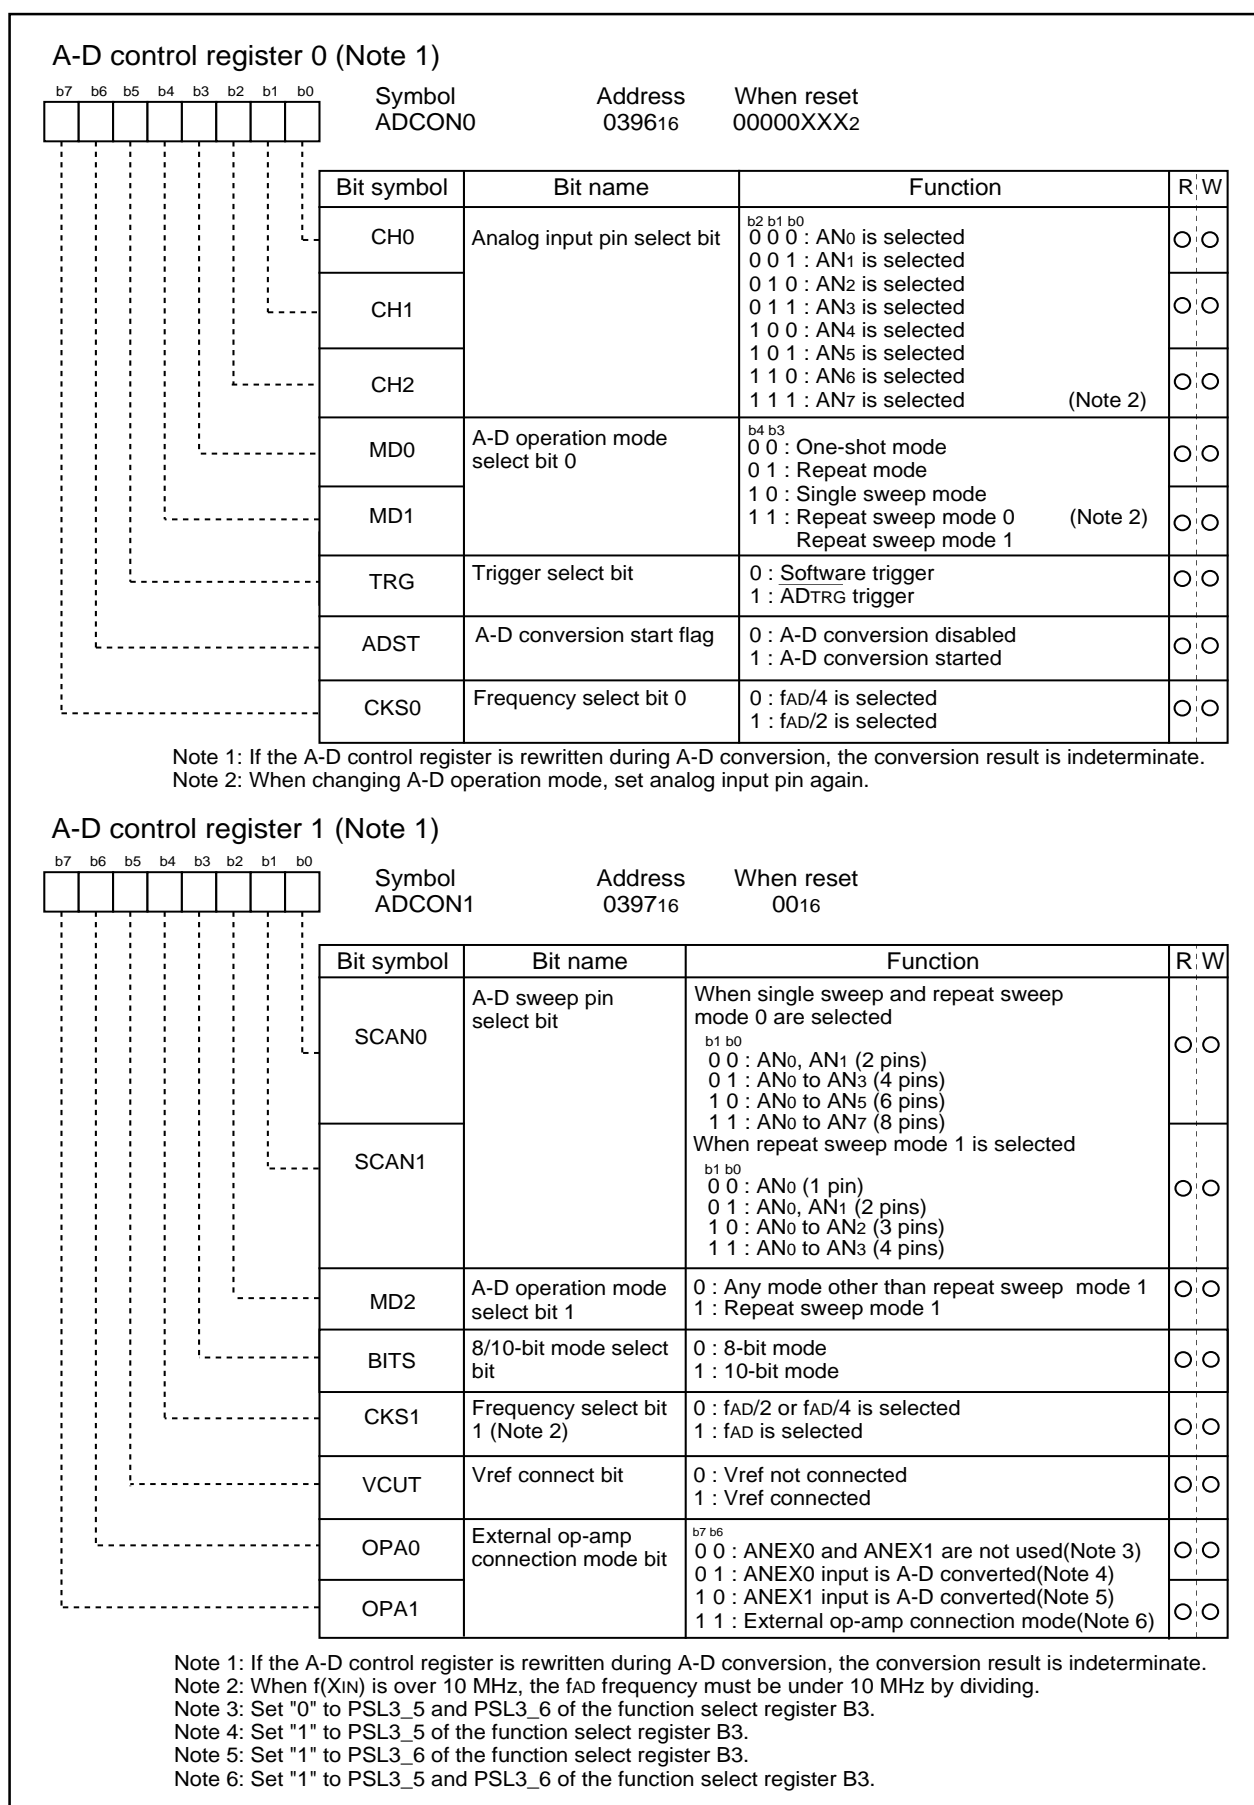 A-D control register 0 (Note 1)
b7 b6 b5 b4 b3 b2 b1 b0
Symbol Address When reset
ADCON0 039616 00000XXX2
Bit symbol Bit name Function R W
CH0 Analog input pin select bit
b2 b1 b0
0 0 0 : AN0 is selected
0 0 1 : AN1 is selected
0 1 0 : AN2 is selected
CH1
0 1 1 : AN3 is selected
1 0 0 : AN4 is selected
1 0 1 : AN5 is selected
CH2
1 1 0 : AN6 is selected
1 1 1 : AN7 is selected (Note 2)
MD0 A-D operation mode select bit 0
b4 b3
0 0 : One-shot mode
0 1 : Repeat mode
MD1
1 0 : Single sweep mode
1 1 : Repeat sweep mode 0 (Note 2)
Repeat sweep mode 1
TRG Trigger select bit
0 : Software trigger
1 : ADTRG trigger
ADST A-D conversion start flag
0 : A-D conversion disabled
1 : A-D conversion started
CKS0 Frequency select bit 0
0 : fAD/4 is selected
1 : fAD/2 is selected
Note 1: If the A-D control register is rewritten during A-D conversion, the conversion result is indeterminate.
Note 2: When changing A-D operation mode, set analog input pin again.
A-D control register 1 (Note 1)
b7 b6 b5 b4 b3 b2 b1 b0
Symbol Address When reset
ADCON1 039716 0016
Bit symbol Bit name Function R W
SCAN0 A-D sweep pin select bit
When single sweep and repeat sweep
mode 0 are selected
b1 b0
0 0 : AN0, AN1 (2 pins)
0 1 : AN0 to AN3 (4 pins)
1 0 : AN0 to AN5 (6 pins)
1 1 : AN0 to AN7 (8 pins)
SCAN1
When repeat sweep mode 1 is selected
b1 b0
0 0 : AN0 (1 pin)
0 1 : AN0, AN1 (2 pins)
1 0 : AN0 to AN2 (3 pins)
1 1 : AN0 to AN3 (4 pins)
MD2 A-D operation mode select bit 1
0 : Any mode other than repeat sweep mode 1
1 : Repeat sweep mode 1
BITS 8/10-bit mode select bit
0 : 8-bit mode
1 : 10-bit mode
CKS1 Frequency select bit 1 (Note 2)
0 : fAD/2 or fAD/4 is selected
1 : fAD is selected
VCUT Vref connect bit
0 : Vref not connected
1 : Vref connected
OPA0 External op-amp connection mode bit
b7 b6
0 0 : ANEX0 and ANEX1 are not used(Note 3)
0 1 : ANEX0 input is A-D converted(Note 4)
OPA1
1 0 : ANEX1 input is A-D converted(Note 5)
1 1 : External op-amp connection mode(Note 6)
Note 1: If the A-D control register is rewritten during A-D conversion, the conversion result is indeterminate.
Note 2: When f(XIN) is over 10 MHz, the fAD frequency must be under 10 MHz by dividing.
Note 3: Set "0" to PSL3_5 and PSL3_6 of the function select register B3.
Note 4: Set "1" to PSL3_5 of the function select register B3.
Note 5: Set "1" to PSL3_6 of the function select register B3.
Note 6: Set "1" to PSL3_5 and PSL3_6 of the function select register B3.